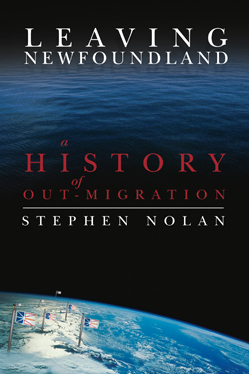 LEAVING
NEWFOUNDLAND
a
HISTORY
of
OUT-MIGRATION
STEPHEN NOLAN